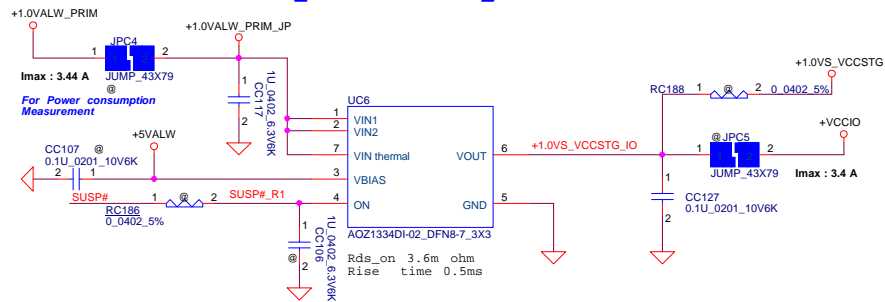 +1.0VALW_PRIM
+1.0VALW_PRIM_JP
JPC4
1 2
1 2
Imax : 3.44 A
JUMP_43X79
@
For Power consumption
Measurement
1
2
CC117
1U_0402_6.3V6K
UC6
1
VIN1
2
VIN2
7
VIN thermal
3
VBIAS
4
ON
VOUT
6
GND
5
AOZ1334DI-02_DFN8-7_3X3
Rds_on 3.6m ohm
Rise time 0.5ms
+5VALW
CC107
@
0.1U_0201_10V6K
2 1
SUSP#
1 @ 2
SUSP#_R1
RC186
0_0402_5%
1
@
2
CC106
1U_0402_6.3V6K
+1.0VS_VCCSTG_IO
+1.0VS_VCCSTG
RC188 1 @ 2 0_0402_5%
+VCCIO
@
JPC5
1 2
1 2
JUMP_43X79
Imax : 3.4 A
1
2
CC127
0.1U_0201_10V6K